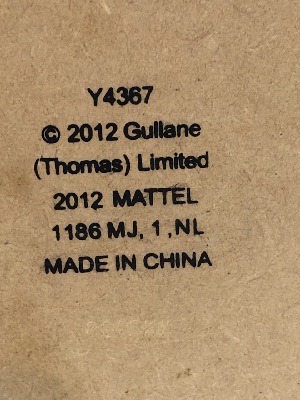 Y4367
© 2012 Gullane
(Thomas) Limited
2012 MATTEL
1186 MJ, 1 ,NL
MADE IN CHINA